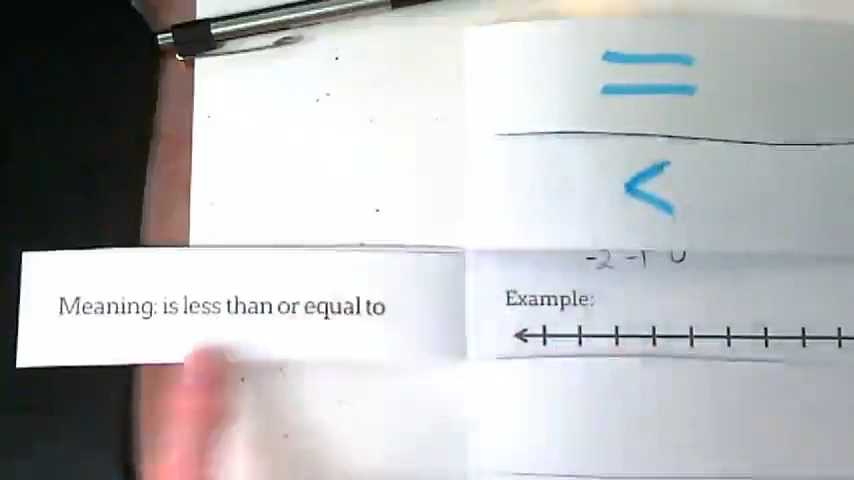 =
<
-2 -1 0
Meaning: is less than or equal to
Example: